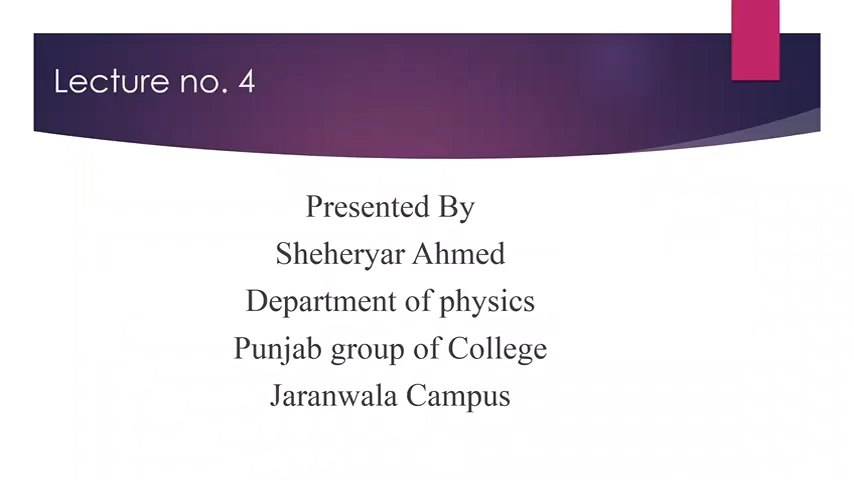 Lecture no. 4
Presented By
Sheheryar Ahmed
Department of physics
Punjab group of College
Jaranwala Campus